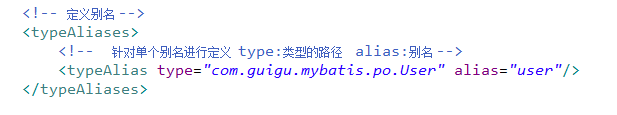 <!-- 定义别名 -->
<typeAliases>
<!-- 针对单个别名进行定义 type:类型的路径 alias:别名 -->
<typeAlias type="com.guigu.mybatis.po.User" alias="user"/>
</typeAliases>